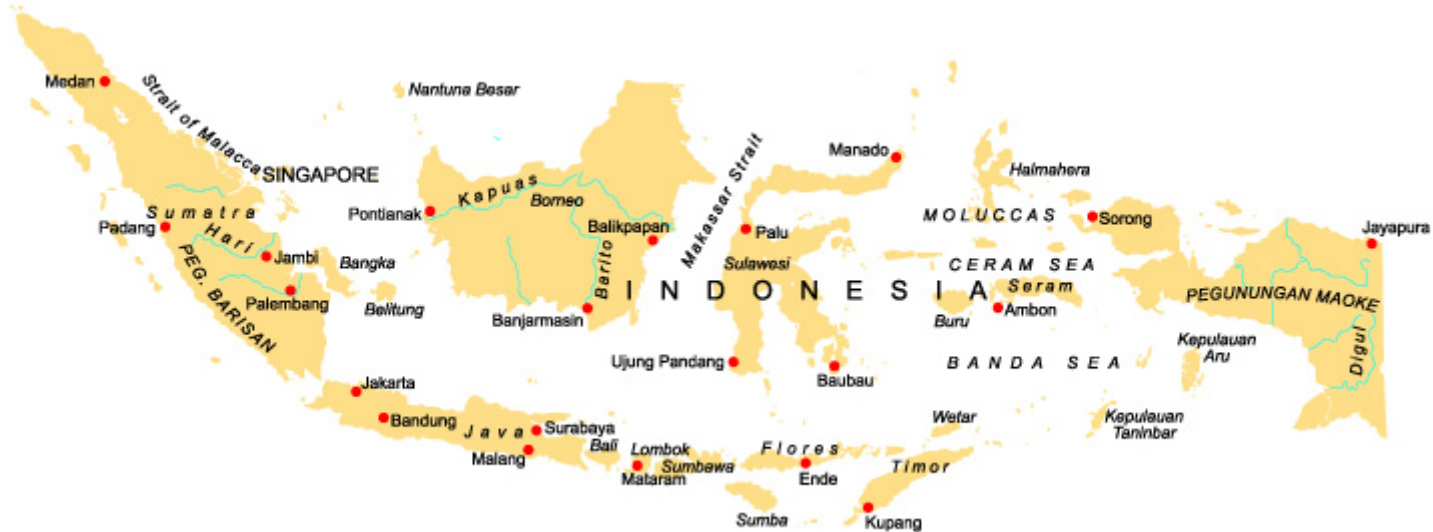 Medan
Strait of Malacca
Nantuna Besar
SINGAPORE
Manado
Makassar Strait
Halmahera
Kapuas
Borneo
Pontianak
Sumatra
MOLUCCAS
Sorong
Padang
Hari
Balikpapan
Palu
Jayapura
Jambi
Bangka
Sulawesi
CERAM SEA
PEG. BARISAN
Barito
INDONESIA
Seram
PEGUNUNGAN MAOKE
Palembang
Belitung
Banjarmasin
Buru
Ambon
Kepulauan
Aru
Digul
Ujung Pandang
Baubau
BANDA SEA
Jakarta
Bandung
Java
Surabaya
Malang
Bali
Lombok
Mataram
Sumbawa
Flores
Ende
Wetar
Kepulauan
Taninbar
Timor
Sumba
Kupang